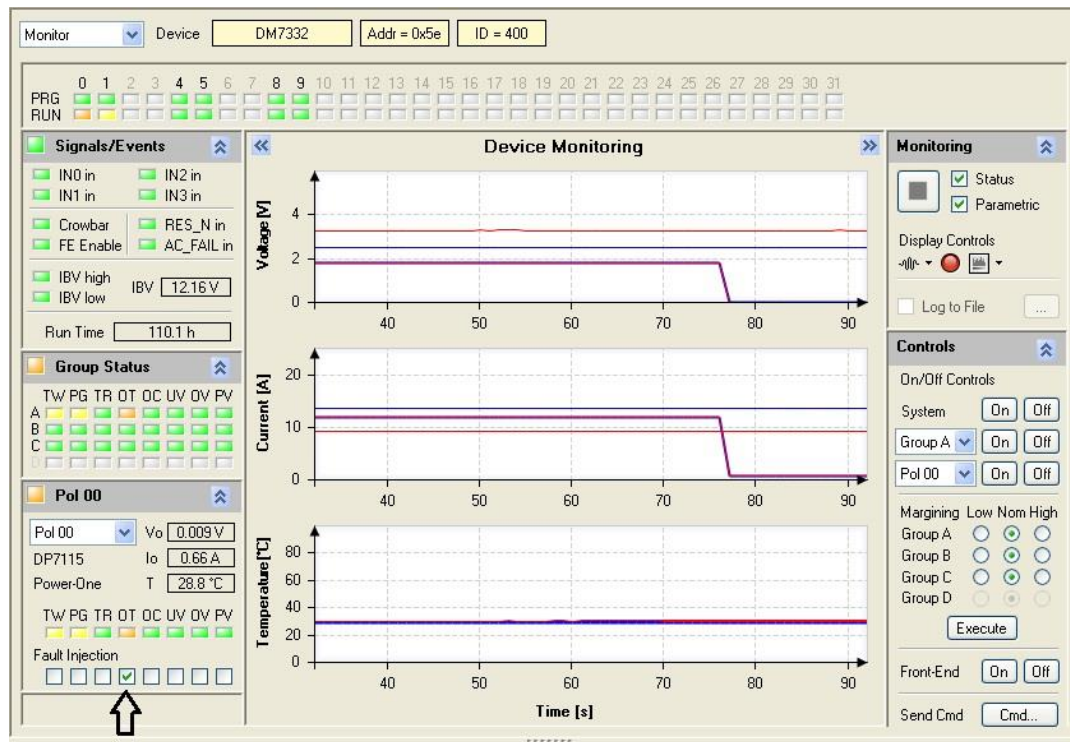 Monitor Device DM7332 Addr = 0x5e ID = 400
0 1 2 3 4 5 6 7 8 9 10 11 12 13 14 15 16 17 18 19 20 21 22 23 24 25 26 27 28 29 30 31
PRG
RUN
Signals/Events
IN0 in IN2 in
IN1 in IN3 in
Crowbar RES_N in
FE Enable AC_FAIL in
IBV high
IBV low
IBV 12.16 V
Run Time 110.1 h
Group Status
TW PG TR OT OC UV OV PV
A
B
C
D
Pol 00
Pol 00 Vo 0.009 V
DP7115 Io 0.66 A
Power-One T 28.8 °C
TW PG TR OT OC UV OV PV
Fault Injection
Device Monitoring
Voltage [V]
4
2
0
40 50 60 70 80 90
Current [A]
20
10
0
40 50 60 70 80 90
Temperature[°C]
80
60
40
20
0
40 50 60 70 80 90
Time [s]
Monitoring
Status
Parametric
Display Controls
Log to File ...
Controls
On/Off Controls
System On Off
Group A On Off
Pol 00 On Off
Margining Low Nom High
Group A
Group B
Group C
Group D
Execute
Front-End On Off
Send Cmd Cmd...